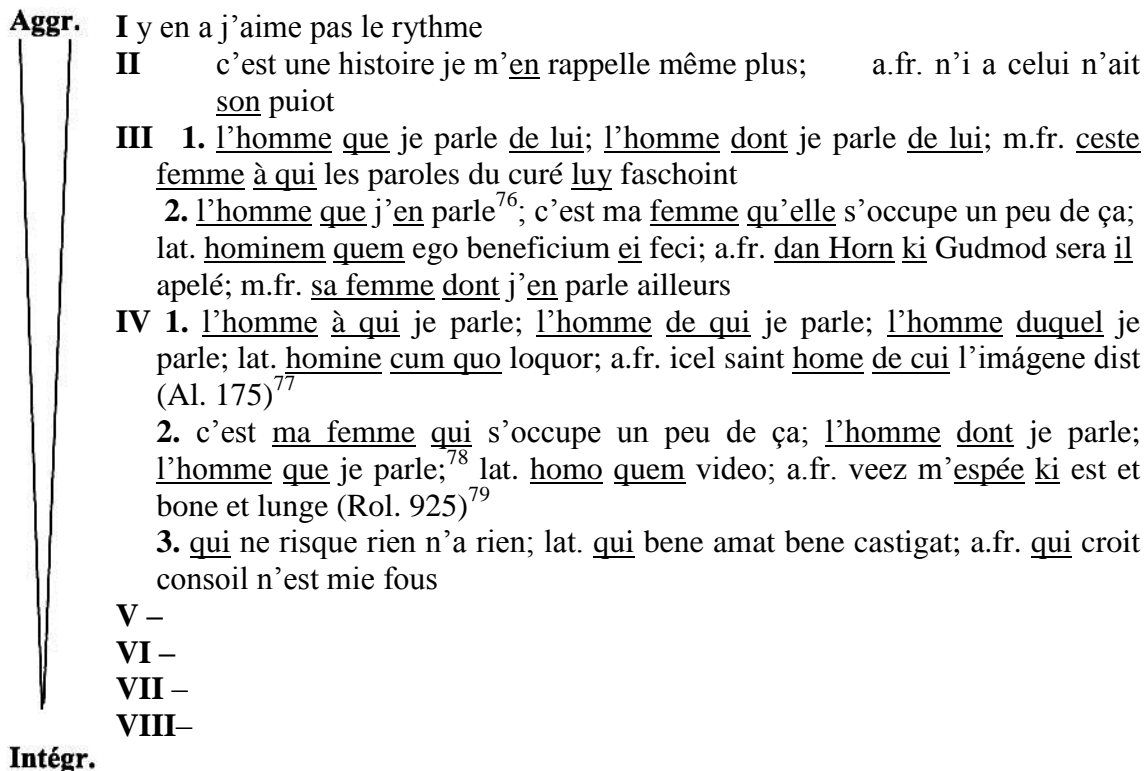 Aggr. I y en a j’aime pas le rythme
II c’est une histoire je m’en rappelle même plus; a.fr. n’i a celui n’ait
son puiot
III 1. l’homme que je parle de lui; l’homme dont je parle de lui; m.fr. ceste
femme à qui les paroles du curé luy faschoint
2. l’homme que j’en parle76; c’est ma femme qu’elle s’occupe un peu de ça;
lat. hominem quem ego beneficium ei feci; a.fr. dan Horn ki Gudmod sera il
apelé; m.fr. sa femme dont j’en parle ailleurs
IV 1. l’homme à qui je parle; l’homme de qui je parle; l’homme duquel je
parle; lat. homine cum quo loquor; a.fr. icel saint home de cui l’imágene dist
(Al. 175)77
2. c’est ma femme qui s’occupe un peu de ça; l’homme dont je parle;
l’homme que je parle;78 lat. homo quem video; a.fr. veez m’espée ki est et
bone et lunge (Rol. 925)79
3. qui ne risque rien n’a rien; lat. qui bene amat bene castigat; a.fr. qui croit
consoil n’est mie fous
V –
VI –
VII –
VIII–
Intégr.